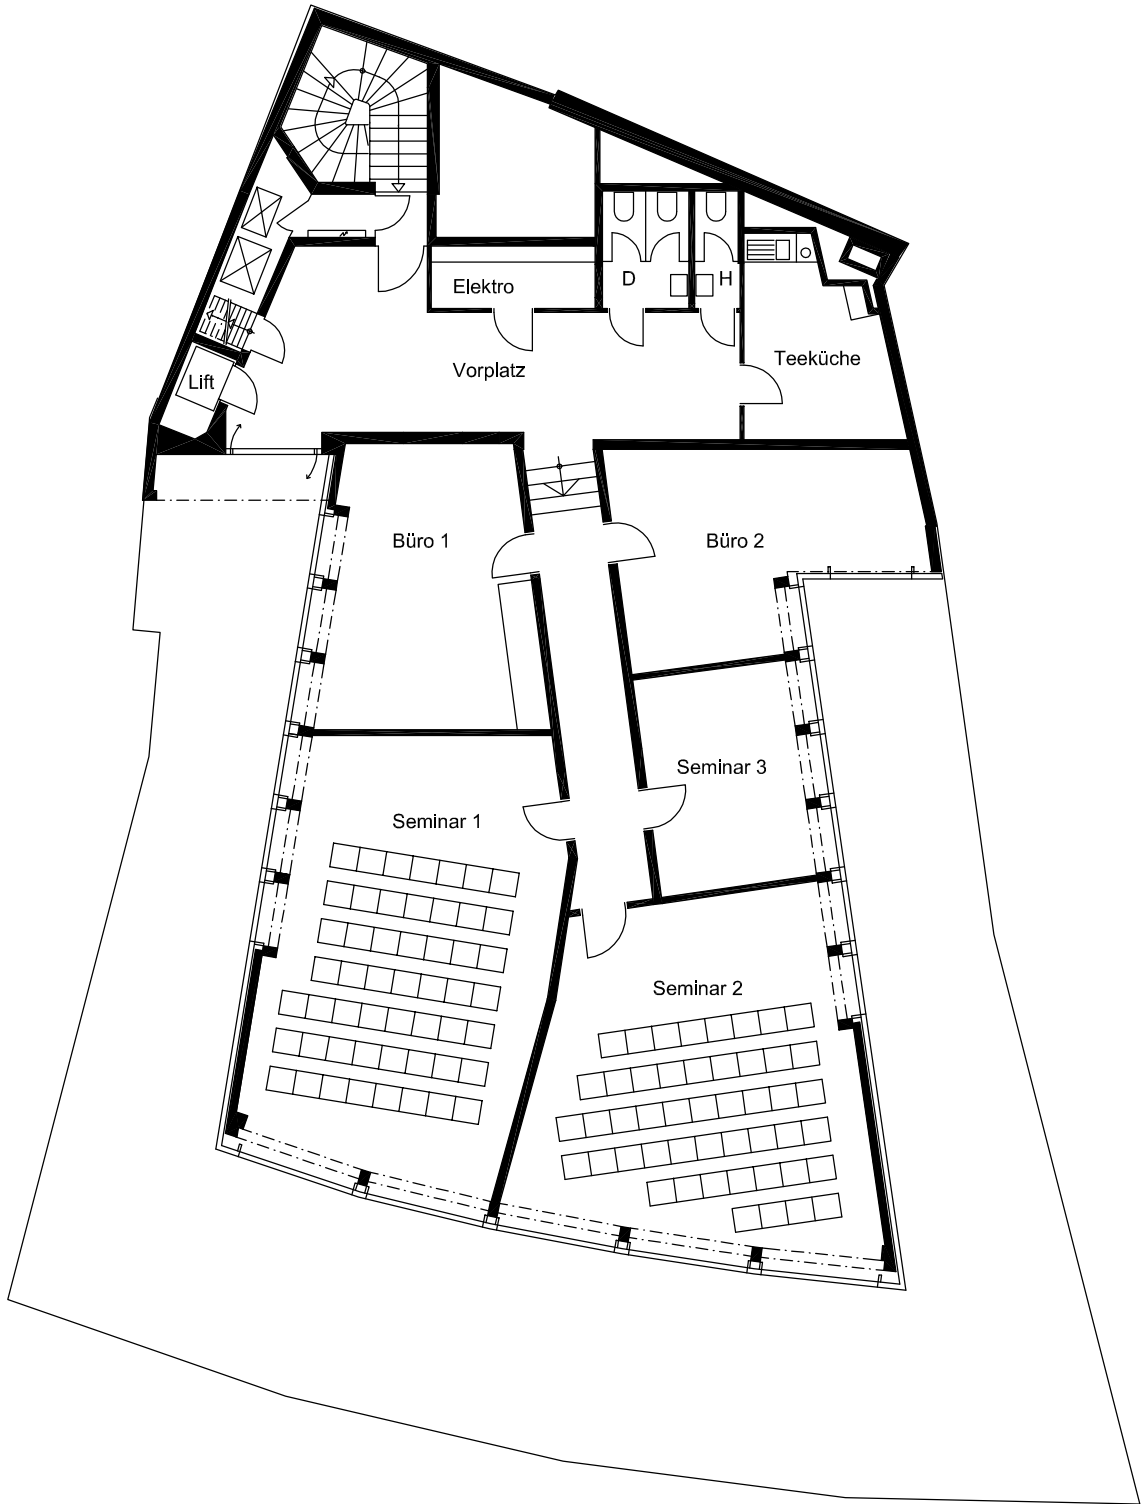 Elektro
D
H
Vorplatz
Teeküche
Lift
Büro 1
Büro 2
Seminar 3
Seminar 1
Seminar 2